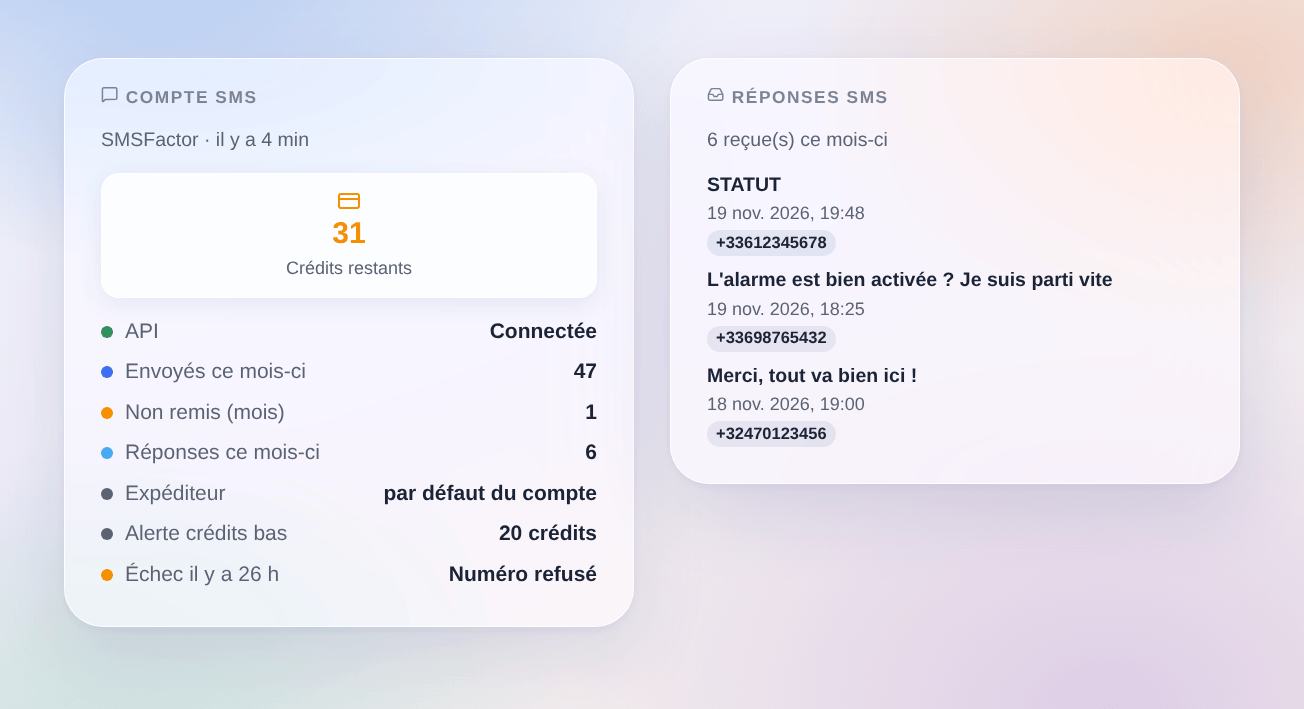 COMPTE SMS
SMSFactor · il y a 4 min
31
Crédits restants
API Connectée
Envoyés ce mois-ci 47
Non remis (mois) 1
Réponses ce mois-ci 6
Expéditeur par défaut du compte
Alerte crédits bas 20 crédits
Échec il y a 26 h Numéro refusé
RÉPONSES SMS
6 reçue(s) ce mois-ci
STATUT
19 nov. 2026, 19:48
+33612345678
L'alarme est bien activée ? Je suis parti vite
19 nov. 2026, 18:25
+33698765432
Merci, tout va bien ici !
18 nov. 2026, 19:00
+32470123456